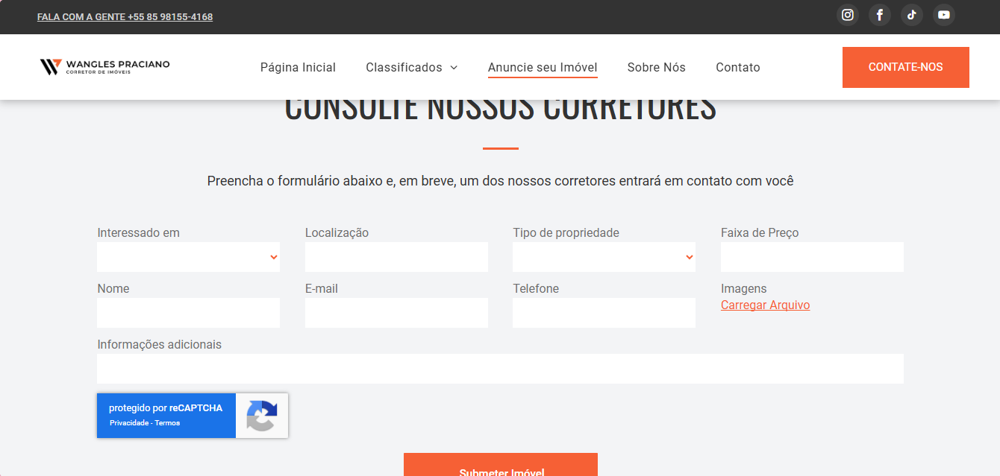 FALA COM A GENTE +55 85 98155-4168
WANGLES PRACIANO
CORRETOR DE IMÓVEIS
Página Inicial Classificados Anuncie seu Imóvel Sobre Nós Contato CONTATE-NOS
CONSULTE NOSSOS CORRETORES
Preencha o formulário abaixo e, em breve, um dos nossos corretores entrará em contato com você
Interessado em Localização Tipo de propriedade Faixa de Preço
Nome E-mail Telefone Imagens
Carregar Arquivo
Informações adicionais
protegido por reCAPTCHA
Privacidade - Termos
Submeter Imóvel